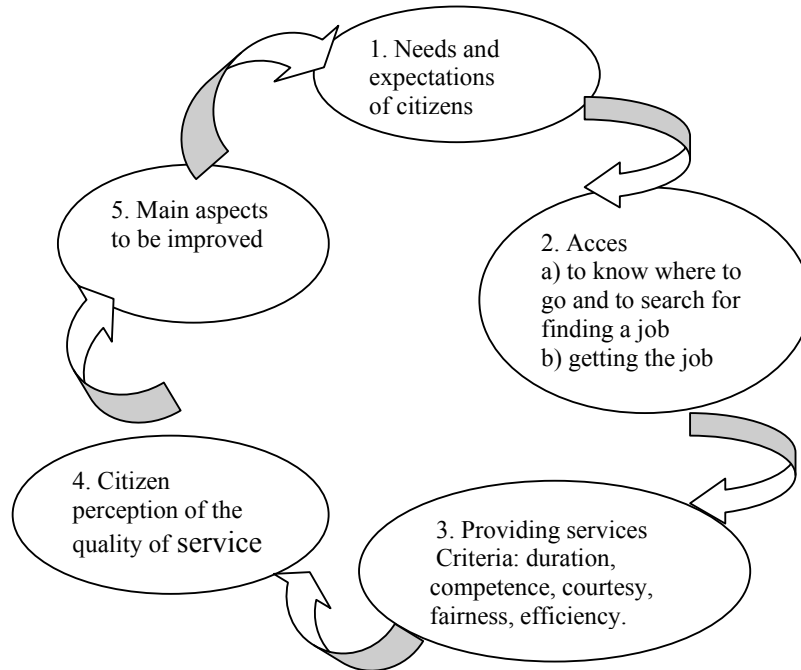 1. Needs and
expectations
of citizens
2. Acces
a) to know where to
go and to search for
finding a job
b) getting the job
3. Providing services
Criteria: duration,
competence, courtesy,
fairness, efficiency.
4. Citizen
perception of the
quality of service
5. Main aspects
to be improved